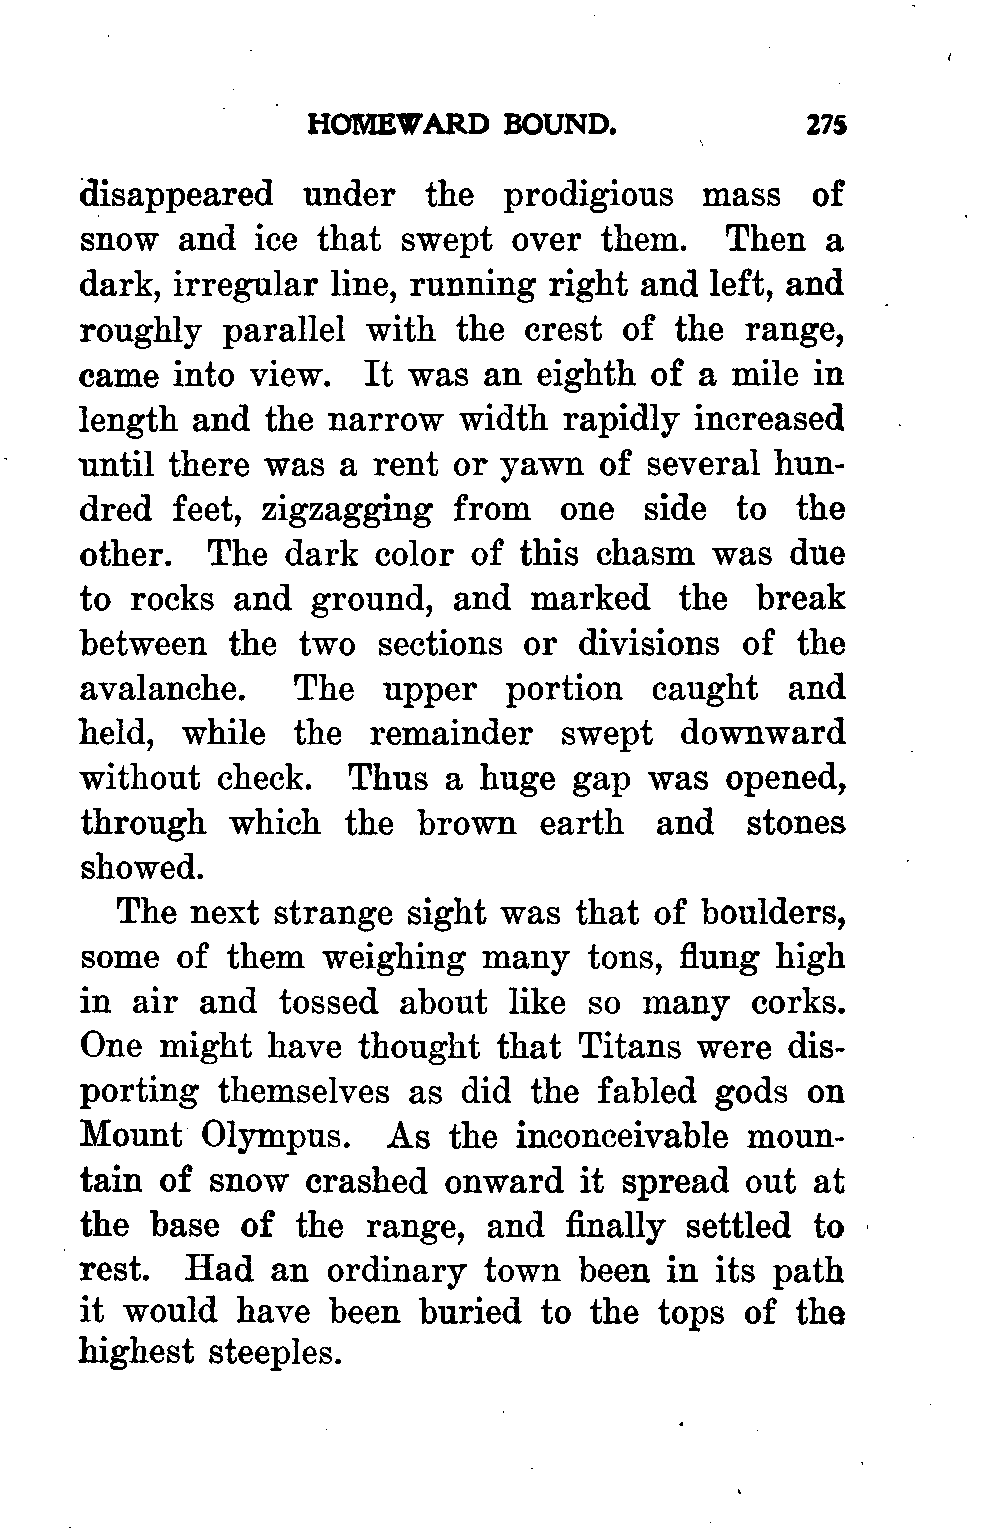 HOMEWARD BOUND. 275
disappeared under the prodigious mass of
snow and ice that swept over them. Then a
dark, irregular line, running right and left, and
roughly parallel with the crest of the range,
came into view. It was an eighth of a mile in
length and the narrow width rapidly increased
until there was a rent or yawn of several hun-
dred feet, zigzagging from one side to the
other. The dark color of this chasm was due
to rocks and ground, and marked the break
between the two sections or divisions of the
avalanche. The upper portion caught and
held, while the remainder swept downward
without check. Thus a huge gap was opened,
through which the brown earth and stones
showed.
The next strange sight was that of boulders,
some of them weighing many tons, flung high
in air and tossed about like so many corks.
One might have thought that Titans were dis-
porting themselves as did the fabled gods on
Mount Olympus. As the inconceivable moun-
tain of snow crashed onward it spread out at
the base of the range, and finally settled to
rest. Had an ordinary town been in its path
it would have been buried to the tops of the
highest steeples.